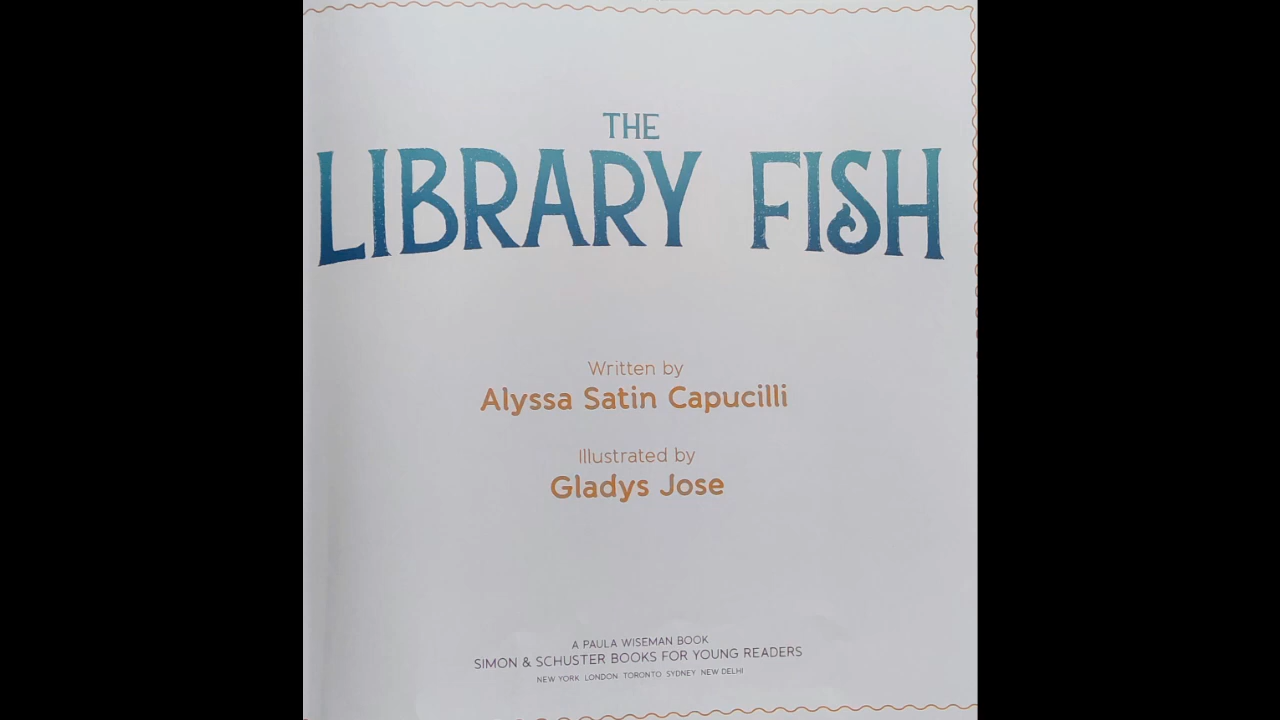 THE
LIBRARY FISH
Written by
Alyssa Satin Capucilli
Illustrated by
Gladys Jose
A PAULA WISEMAN BOOK
SIMON & SCHUSTER BOOKS FOR YOUNG READERS
NEW YORK LONDON TORONTO SYDNEY NEW DELHI